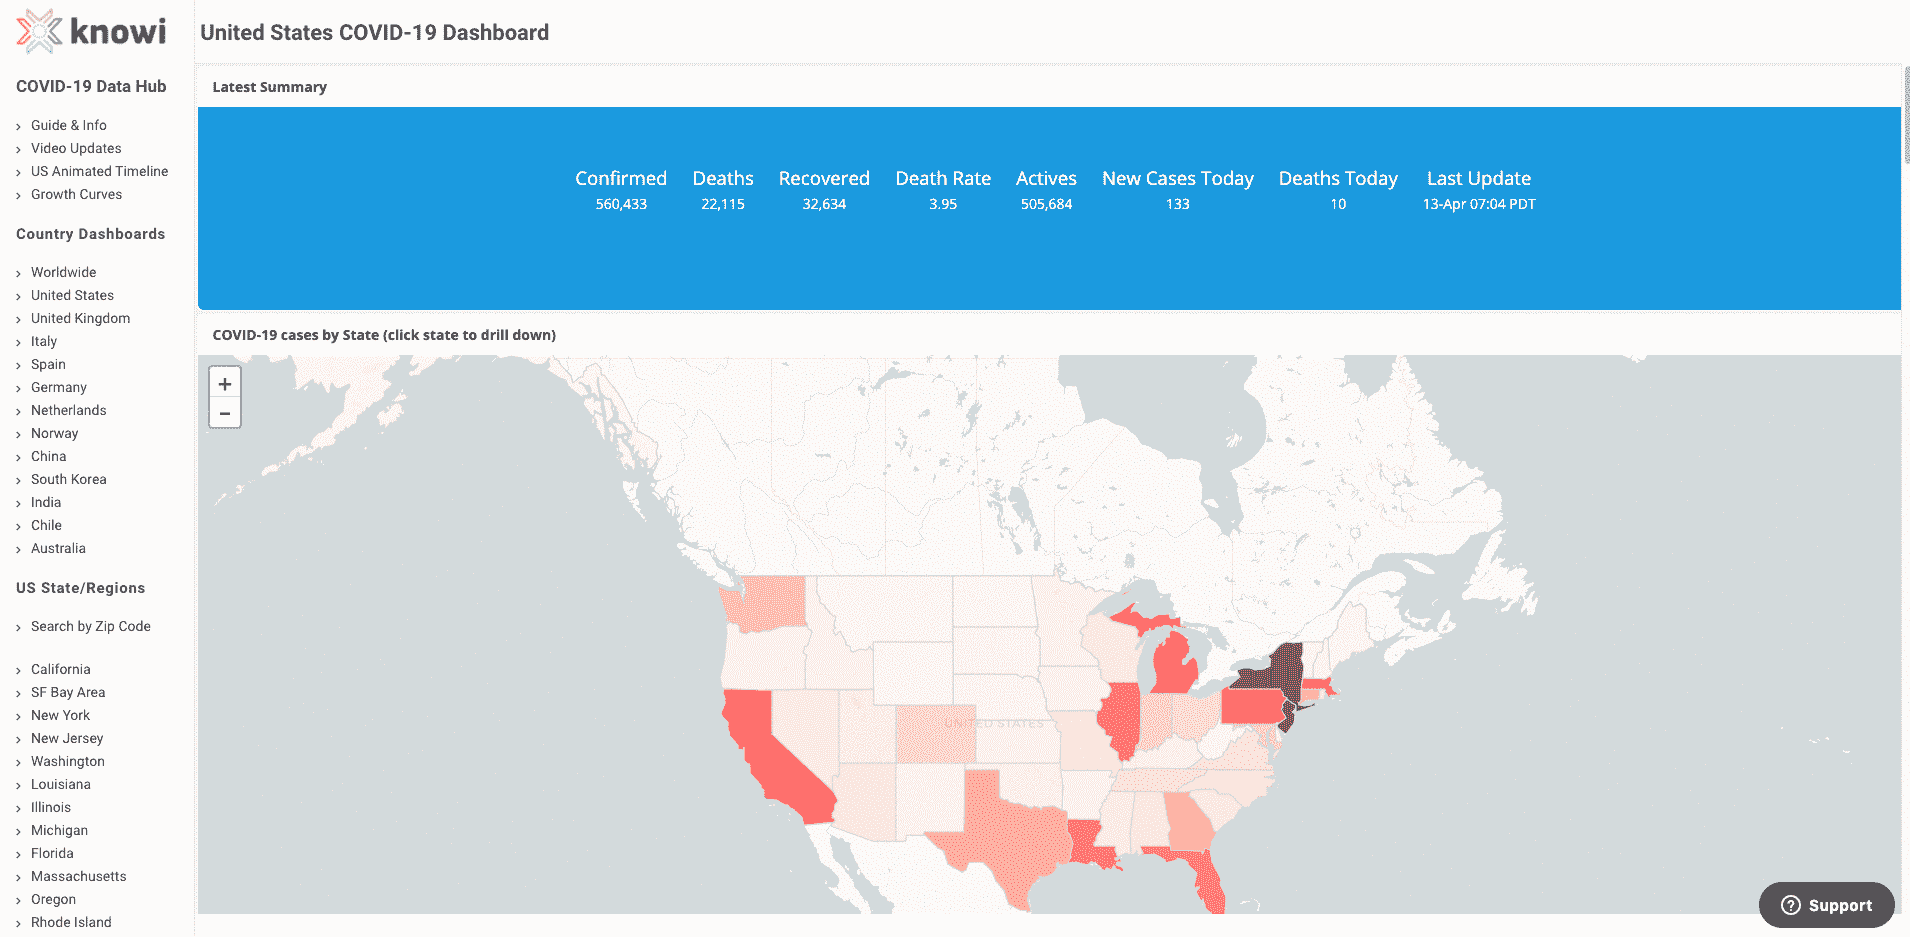 knowi
United States COVID-19 Dashboard
COVID-19 Data Hub
Guide & Info
Video Updates
US Animated Timeline
Growth Curves
Country Dashboards
Worldwide
United States
United Kingdom
Italy
Spain
Germany
Netherlands
Norway
China
South Korea
India
Chile
Australia
US State/Regions
Search by Zip Code
California
SF Bay Area
New York
New Jersey
Washington
Louisiana
Illinois
Michigan
Florida
Massachusetts
Oregon
Rhode Island
Latest Summary
Confirmed Deaths Recovered Death Rate Actives New Cases Today Deaths Today Last Update
560,433 22,115 32,634 3.95 505,684 133 10 13-Apr 07:04 PDT
COVID-19 cases by State (click state to drill down)
+
−
UNITED STATES
? Support